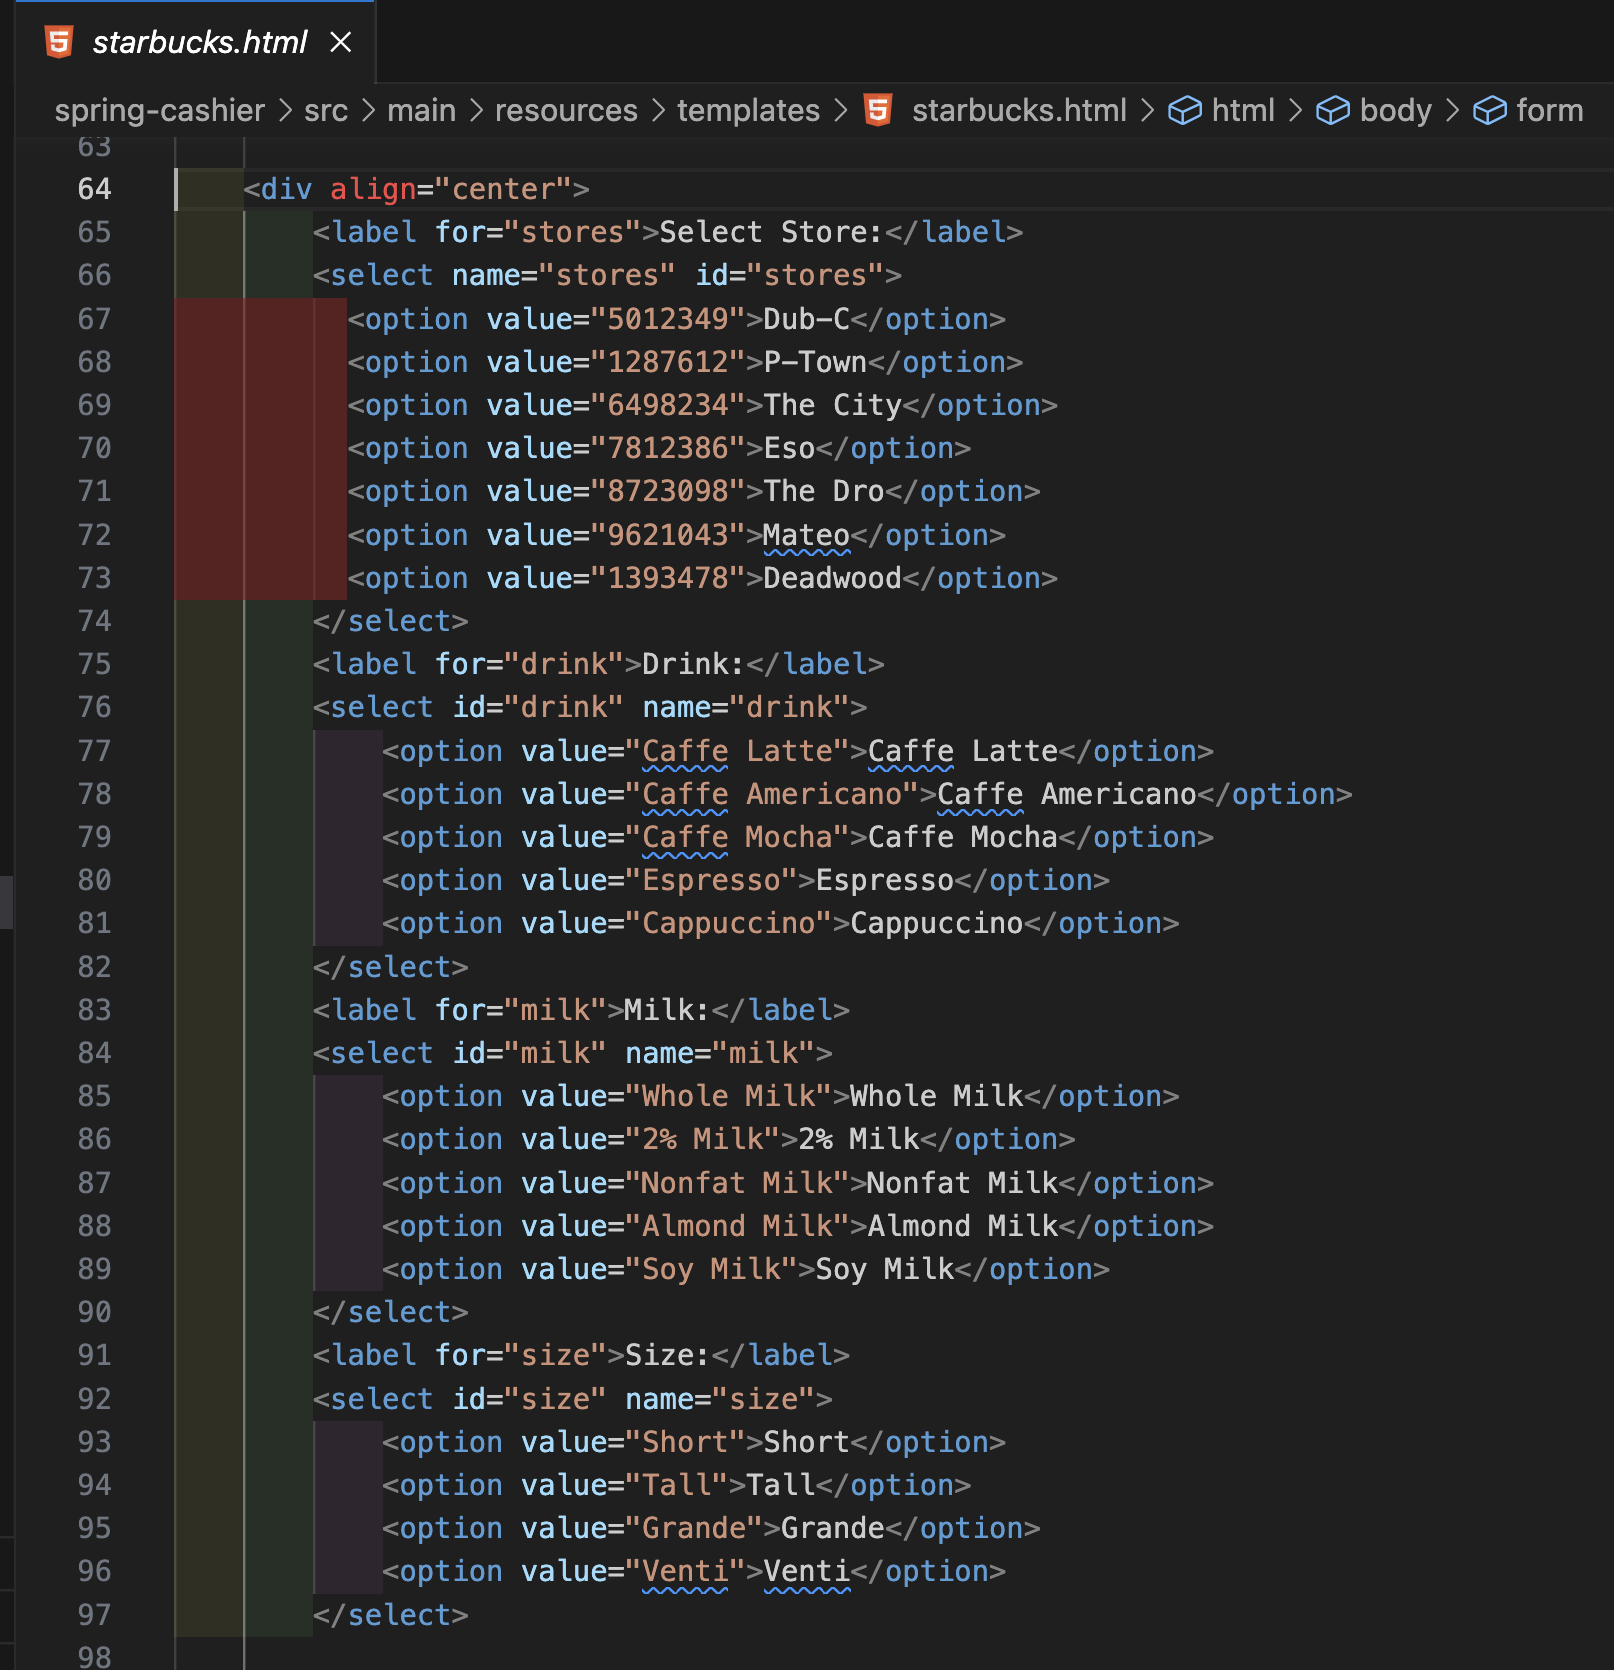 starbucks.html
spring-cashier > src > main > resources > templates > starbucks.html > html > body > form
63
64 <div align="center">
65 <label for="stores">Select Store:</label>
66 <select name="stores" id="stores">
67 <option value="5012349">Dub-C</option>
68 <option value="1287612">P-Town</option>
69 <option value="6498234">The City</option>
70 <option value="7812386">Eso</option>
71 <option value="8723098">The Dro</option>
72 <option value="9621043">Mateo</option>
73 <option value="1393478">Deadwood</option>
74 </select>
75 <label for="drink">Drink:</label>
76 <select id="drink" name="drink">
77 <option value="Caffe Latte">Caffe Latte</option>
78 <option value="Caffe Americano">Caffe Americano</option>
79 <option value="Caffe Mocha">Caffe Mocha</option>
80 <option value="Espresso">Espresso</option>
81 <option value="Cappuccino">Cappuccino</option>
82 </select>
83 <label for="milk">Milk:</label>
84 <select id="milk" name="milk">
85 <option value="Whole Milk">Whole Milk</option>
86 <option value="2% Milk">2% Milk</option>
87 <option value="Nonfat Milk">Nonfat Milk</option>
88 <option value="Almond Milk">Almond Milk</option>
89 <option value="Soy Milk">Soy Milk</option>
90 </select>
91 <label for="size">Size:</label>
92 <select id="size" name="size">
93 <option value="Short">Short</option>
94 <option value="Tall">Tall</option>
95 <option value="Grande">Grande</option>
96 <option value="Venti">Venti</option>
97 </select>
98